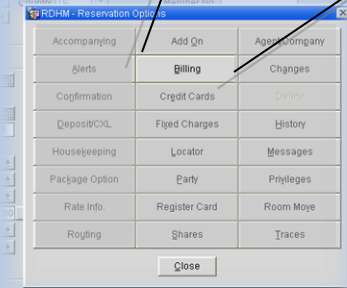 RDHM - Reservation Options
Accompanying Add On Agent/Company
Alerts Billing Changes
Confirmation Credit Cards Delete
Deposit/CXL Fixed Charges History
Housekeeping Locator Messages
Package Option Party Privileges
Rate Info. Register Card Room Move
Routing Shares Traces
Close